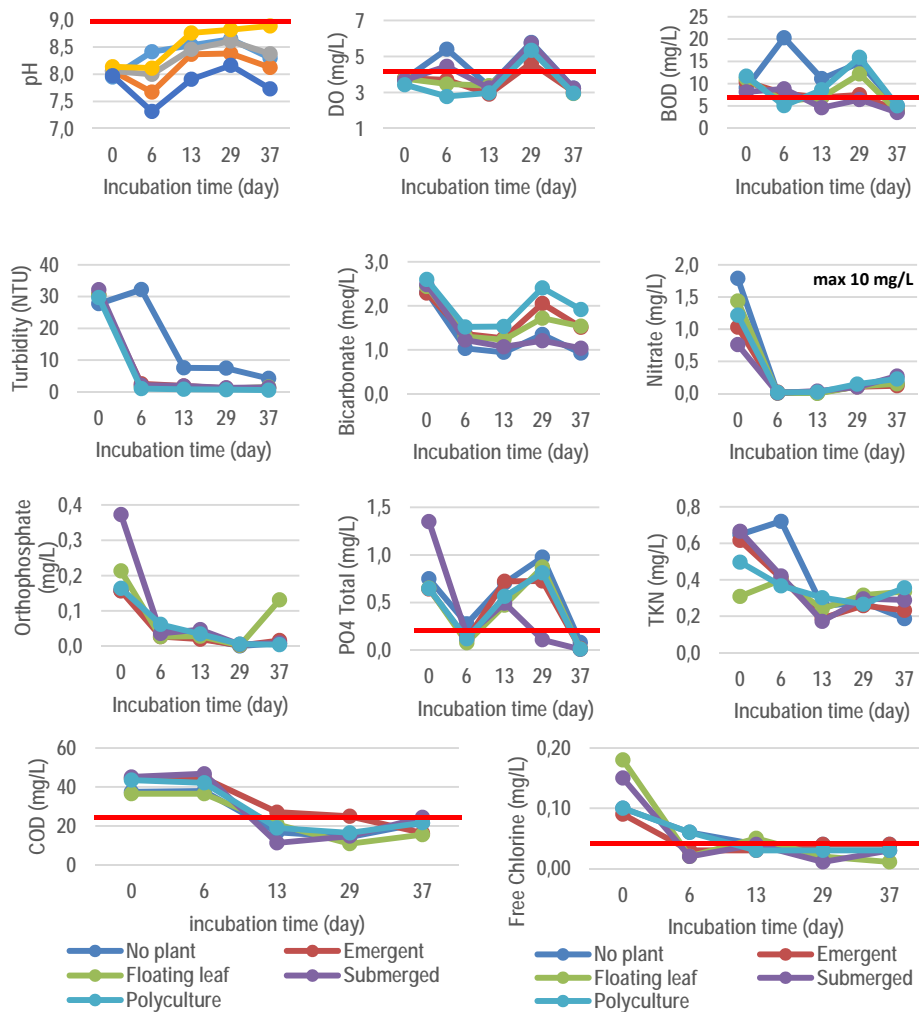 pH
9,0
8,5
8,0
7,5
7,0
0 6 13 29 37
Incubation time (day)
DO (mg/L)
7
5
3
1
0 6 13 29 37
Incubation time (day)
BOD (mg/L)
25
20
15
10
5
0
0 6 13 29 37
Incubation time (day)
Turbidity (NTU)
40
30
20
10
0
0 6 13 29 37
Incubation time (day)
Bicarbonate (meq/L)
3,0
2,0
1,0
0,0
0 6 13 29 37
Incubation time (day)
Nitrate (mg/L)
2,0
1,5
1,0
0,5
0,0
max 10 mg/L
0 6 13 29 37
Incubation time (day)
Orthophosphate
(mg/L)
0,4
0,3
0,2
0,1
0,0
0 6 13 29 37
Incubation time (day)
PO4 Total (mg/L)
1,5
1,0
0,5
0,0
0 6 13 29 37
Incubation time (day)
TKN (mg/L)
0,8
0,6
0,4
0,2
0,0
0 6 13 29 37
Incubation time (day)
COD (mg/L)
60
40
20
0
0 6 13 29 37
incubation time (day)
No plant Emergent
Floating leaf Submerged
Polyculture
Free Chlorine (mg/L)
0,20
0,10
0,00
0 6 13 29 37
Incubation time (day)
No plant Emergent
Floating leaf Submerged
Polyculture